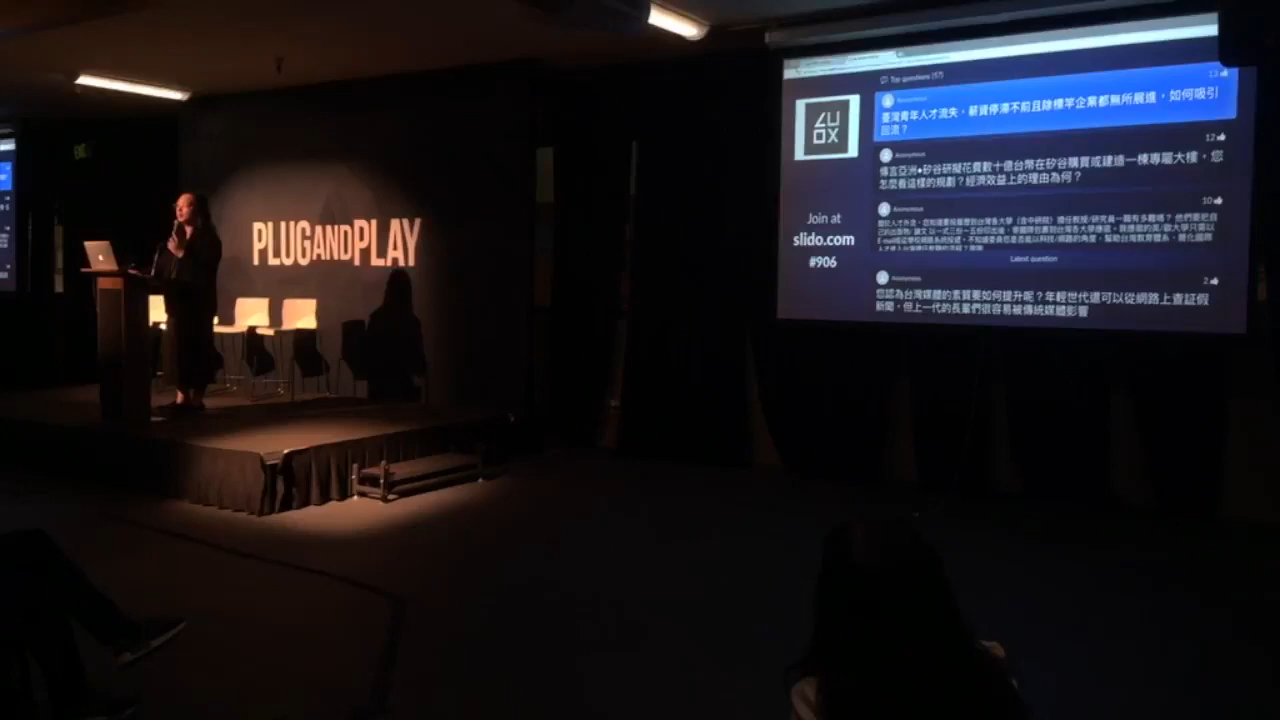 EXIT
PLUGANDPLAY
Top questions (57)
ZU
OX
Join at
slido.com
#906
Anonymous
13
臺灣青年人才流失，薪資停滯不前且除標竿企業都無所展進，如何吸引
回流？
Anonymous
12
傳言亞洲•矽谷研擬花費數十億台幣在矽谷購買或建造一棟專屬大樓，您
怎麼看這樣的規劃？經濟效益上的理由為何？
Anonymous
10
Latest question
Anonymous
2
您認為台灣媒體的素質要如何提升呢？年輕世代還可以從網路上查証假
新聞，但上一代的長輩們很容易被傳統媒體影響